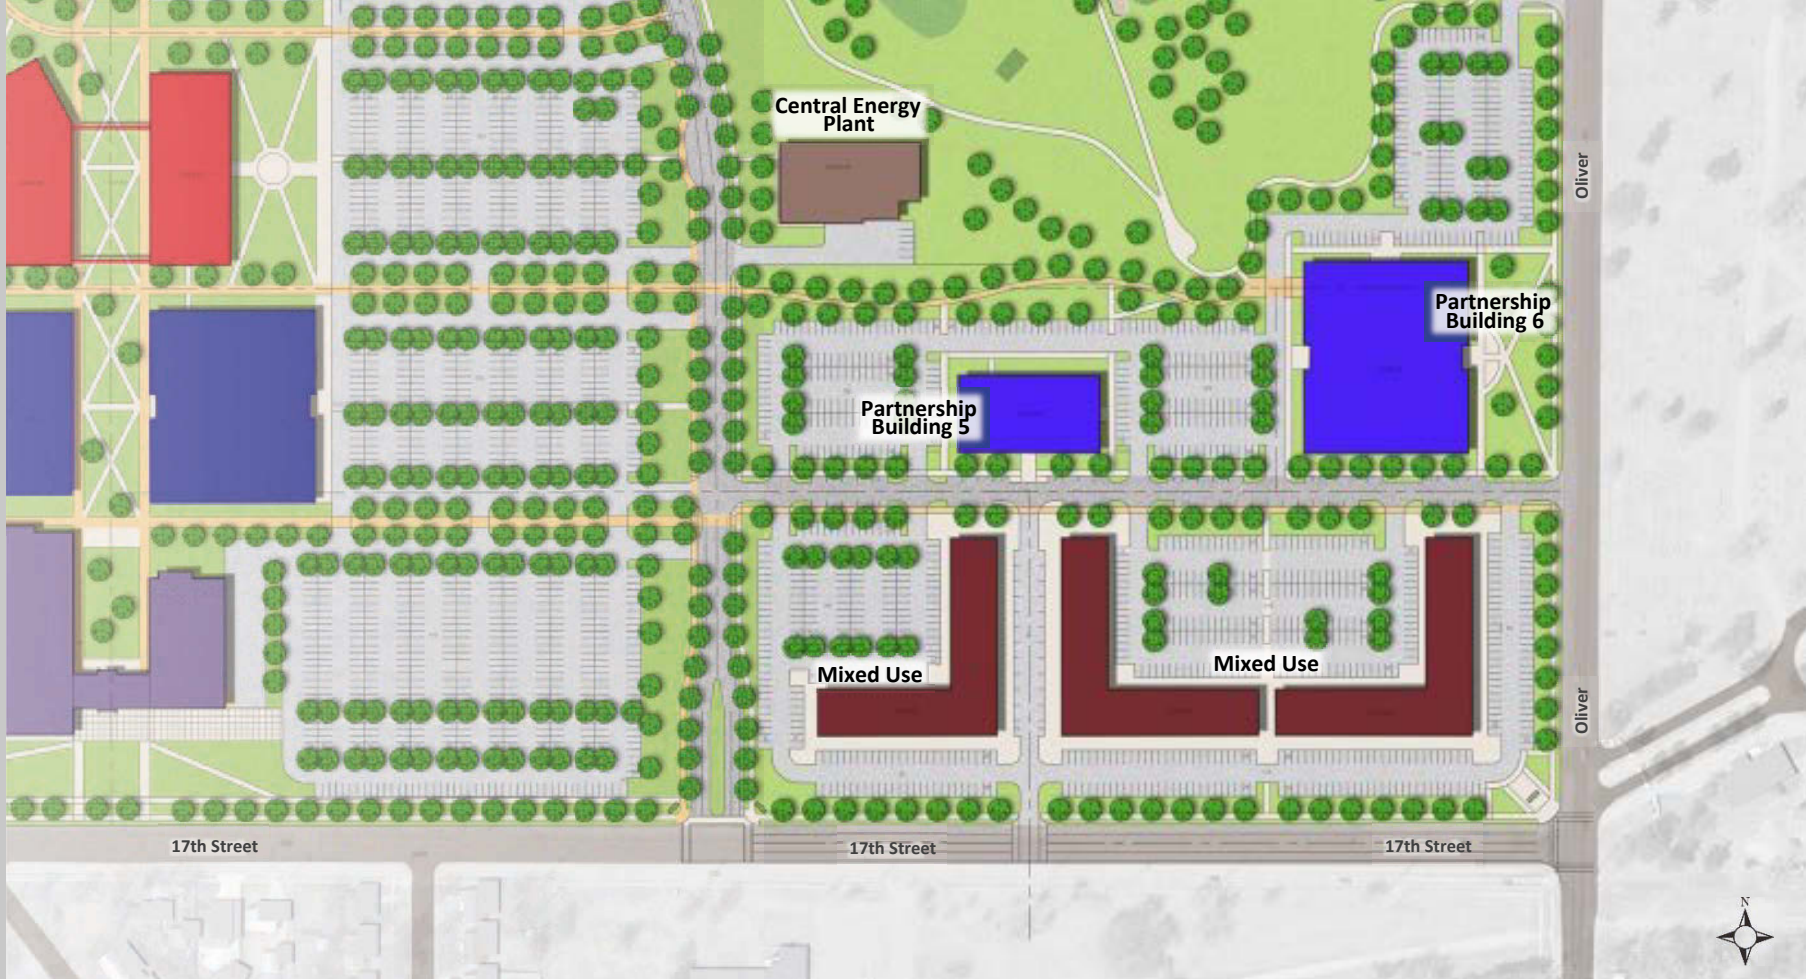 Central Energy
Plant
Oliver
Partnership
Building 6
Partnership
Building 5
Mixed Use
Mixed Use
Oliver
17th Street
17th Street
17th Street
N